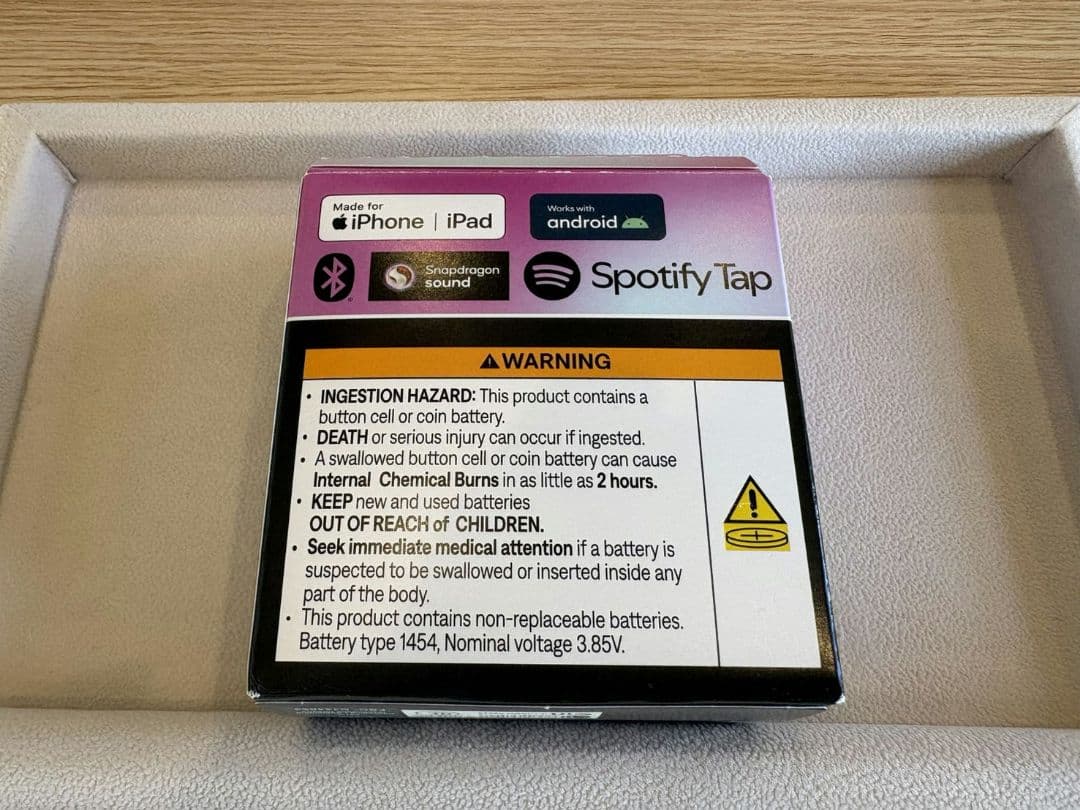 Made for
iPhone | iPad
Works with
android
Snapdragon
sound
Spotify Tap
WARNING
• INGESTION HAZARD: This product contains a
button cell or coin battery.
• DEATH or serious injury can occur if ingested.
• A swallowed button cell or coin battery can cause
Internal Chemical Burns in as little as 2 hours.
• KEEP new and used batteries
OUT OF REACH of CHILDREN.
• Seek immediate medical attention if a battery is
suspected to be swallowed or inserted inside any
part of the body.
• This product contains non-replaceable batteries.
Battery type 1454, Nominal voltage 3.85V.